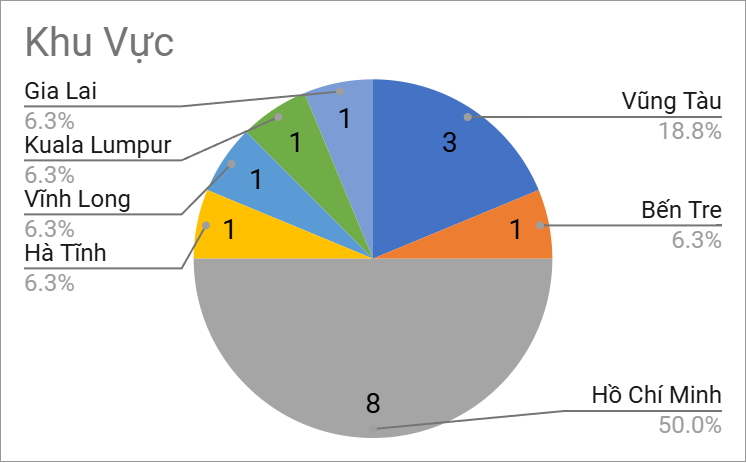 Khu Vực
Gia Lai
6.3%
Kuala Lumpur
6.3%
Vĩnh Long
6.3%
Hà Tĩnh
6.3%
Vũng Tàu
18.8%
Bến Tre
6.3%
Hồ Chí Minh
50.0%
1
3
1
1
1
1
8